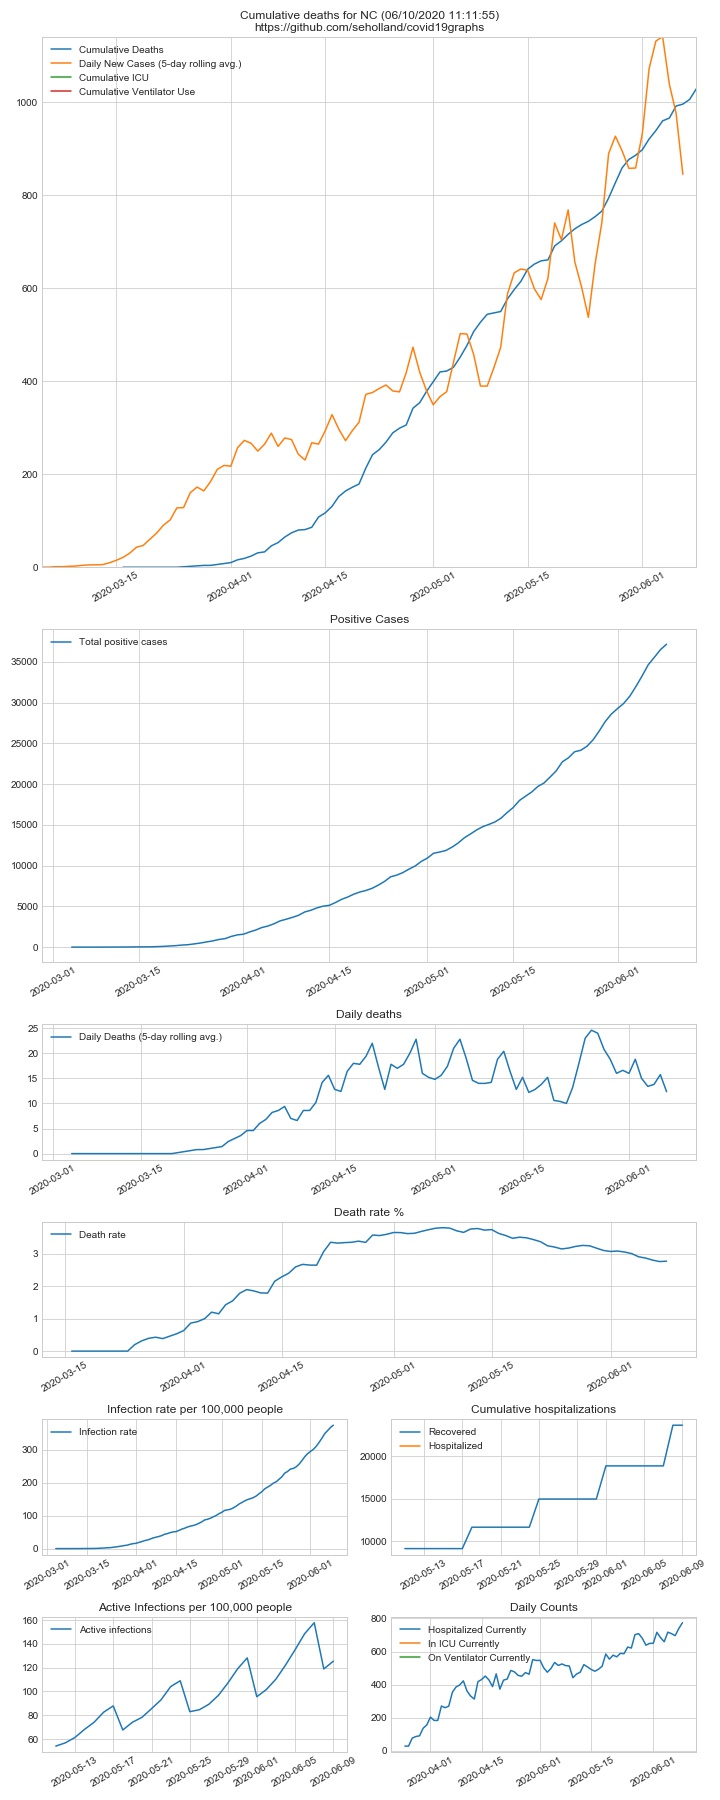 Cumulative deaths for NC (06/10/2020 11:11:55)
https://github.com/seholland/covid19graphs
Cumulative Deaths
Daily New Cases (5-day rolling avg.)
Cumulative ICU
Cumulative Ventilator Use
1000
800
600
400
200
0
2020-03-15 2020-04-01 2020-04-15 2020-05-01 2020-05-15 2020-06-01
Positive Cases
Total positive cases
35000
30000
25000
20000
15000
10000
5000
0
2020-03-01 2020-03-15 2020-04-01 2020-04-15 2020-05-01 2020-05-15 2020-06-01
Daily deaths
Daily Deaths (5-day rolling avg.)
25
20
15
10
5
0
2020-03-01 2020-03-15 2020-04-01 2020-04-15 2020-05-01 2020-05-15 2020-06-01
Death rate %
Death rate
3
2
1
0
2020-03-15 2020-04-01 2020-04-15 2020-05-01 2020-05-15 2020-06-01
Infection rate per 100,000 people
Infection rate
300
200
100
0
2020-03-01 2020-03-15 2020-04-01 2020-04-15 2020-05-01 2020-05-15 2020-06-01
Cumulative hospitalizations
Recovered
Hospitalized
20000
15000
10000
2020-05-13 2020-05-17 2020-05-21 2020-05-25 2020-05-29 2020-06-01 2020-06-05 2020-06-09
Active Infections per 100,000 people
Active infections
160
140
120
100
80
60
2020-05-13 2020-05-17 2020-05-21 2020-05-25 2020-05-29 2020-06-01 2020-06-05 2020-06-09
Daily Counts
Hospitalized Currently
In ICU Currently
On Ventilator Currently
800
600
400
200
0
2020-04-01 2020-04-15 2020-05-01 2020-05-15 2020-06-01